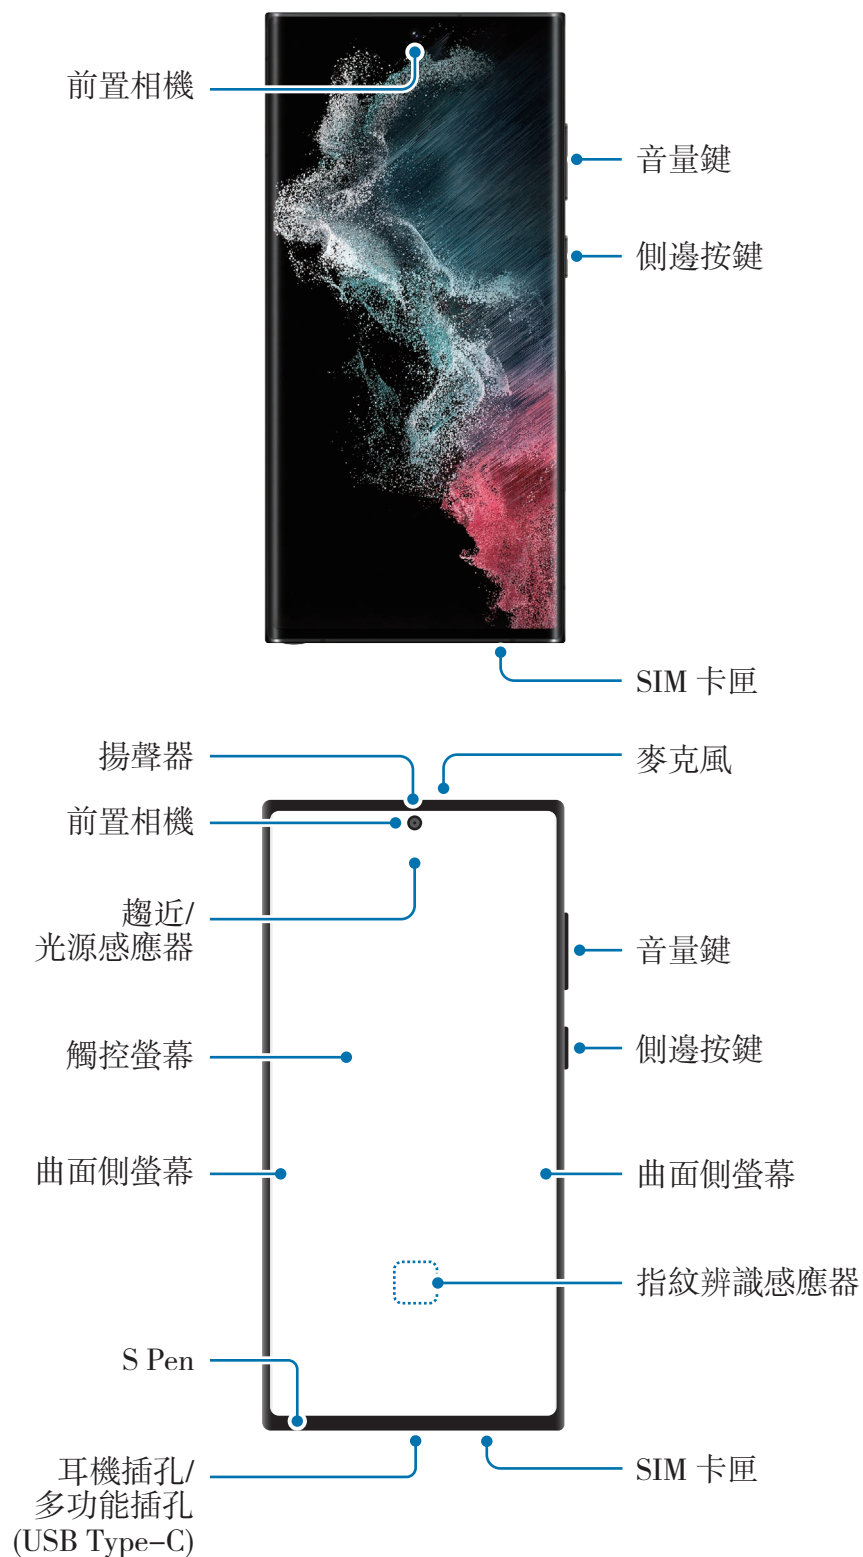 前置相機
音量鍵
側邊按鍵
SIM 卡匣
揚聲器
麥克風
前置相機
趨近/
光源感應器
音量鍵
觸控螢幕
側邊按鍵
曲面側螢幕
曲面側螢幕
指紋辨識感應器
S Pen
耳機插孔/
多功能插孔
(USB Type-C)
SIM 卡匣